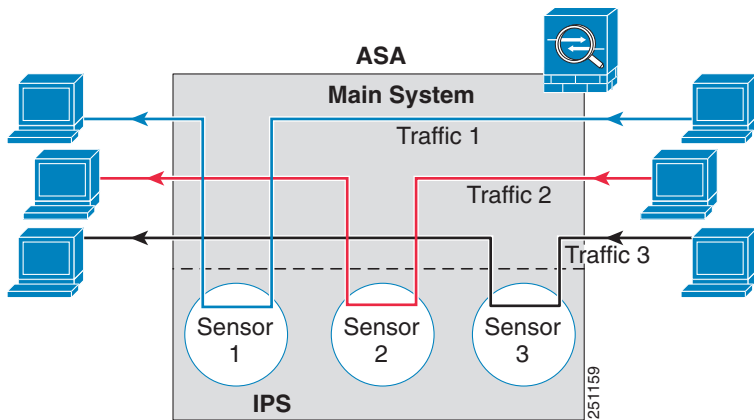 ASA
Main System
Traffic 1
Traffic 2
Traffic 3
Sensor
1
Sensor
2
Sensor
3
IPS
251159